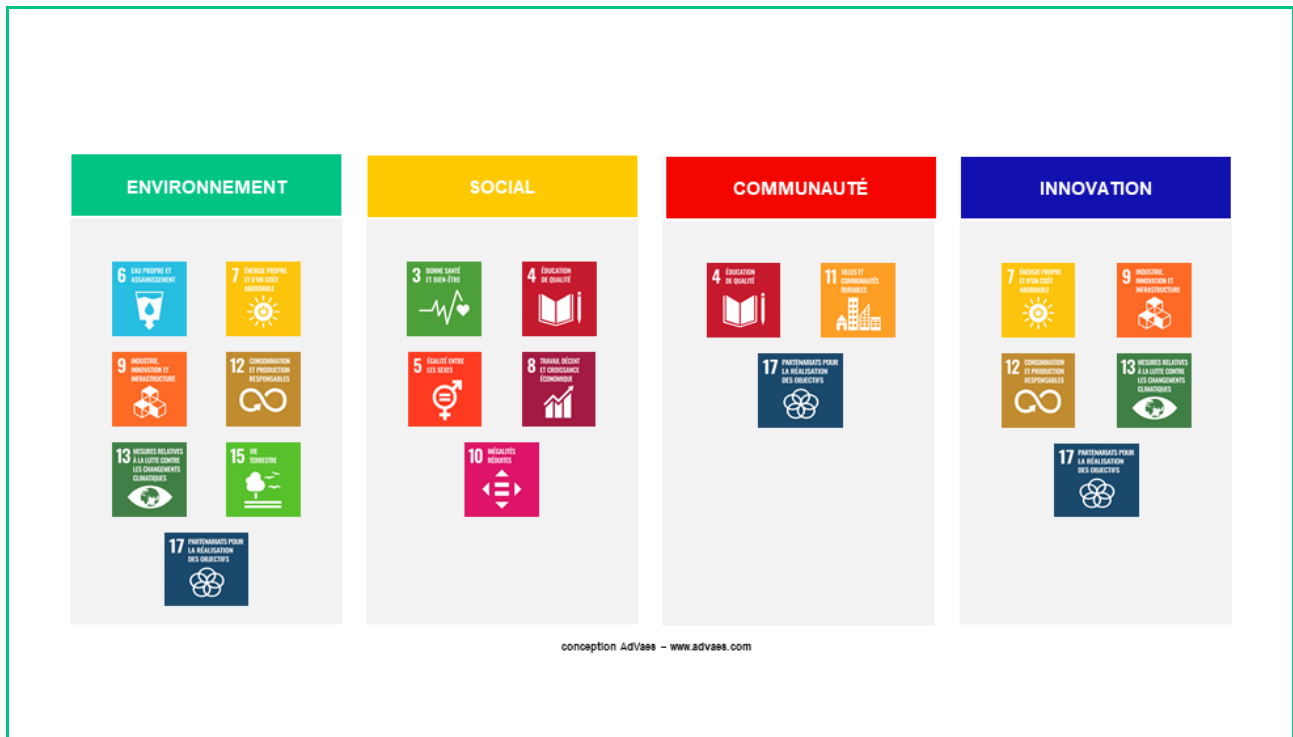 ENVIRONNEMENT
6 EAU PROPRE ET
ASSAINISSEMENT
7 ÉNERGIE PROPRE
ET D'UN COÛT
ABORDABLE
9 INDUSTRIE,
INNOVATION ET
INFRASTRUCTURE
12 CONSOMMATION
ET PRODUCTION
RESPONSABLES
13 MESURES RELATIVES
À LA LUTTE CONTRE
LES CHANGEMENTS
CLIMATIQUES
15 VIE
TERRESTRE
17 PARTENARIATS POUR
LA RÉALISATION
DES OBJECTIFS
SOCIAL
3 BONNE SANTÉ
ET BIEN-ÊTRE
4 ÉDUCATION
DE QUALITÉ
5 ÉGALITÉ ENTRE
LES SEXES
8 TRAVAIL DÉCENT
ET CROISSANCE
ÉCONOMIQUE
10 INÉGALITÉS
RÉDUITES
COMMUNAUTÉ
4 ÉDUCATION
DE QUALITÉ
11 VILLES ET
COMMUNAUTÉS
DURABLES
17 PARTENARIATS POUR
LA RÉALISATION
DES OBJECTIFS
INNOVATION
7 ÉNERGIE PROPRE
ET D'UN COÛT
ABORDABLE
9 INDUSTRIE,
INNOVATION ET
INFRASTRUCTURE
12 CONSOMMATION
ET PRODUCTION
RESPONSABLES
13 MESURES RELATIVES
À LA LUTTE CONTRE
LES CHANGEMENTS
CLIMATIQUES
17 PARTENARIATS POUR
LA RÉALISATION
DES OBJECTIFS
conception AdVaes – www.advaes.com